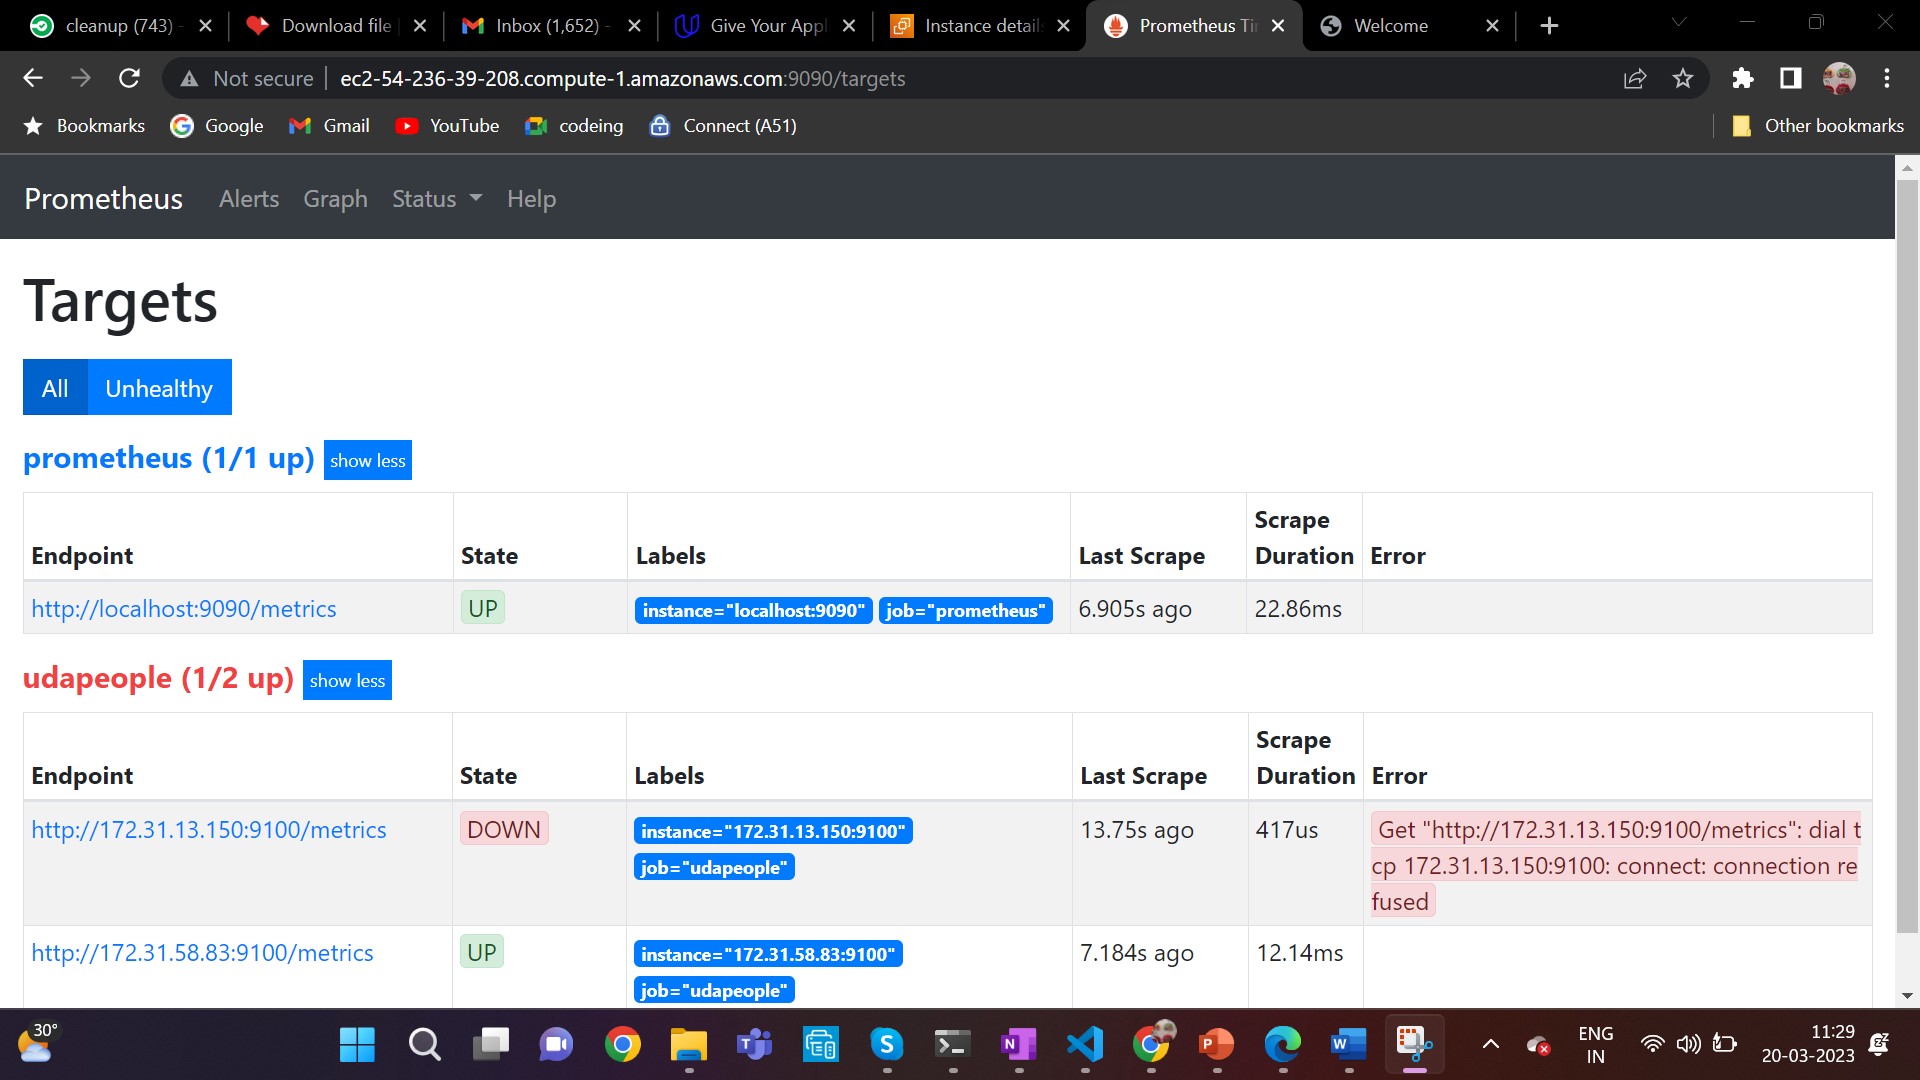 cleanup (743) -
Download file
Inbox (1,652) -
Give Your Appl
Instance details
Prometheus Ti
Welcome
Not secure
ec2-54-236-39-208.compute-1.amazonaws.com:9090/targets
Bookmarks
Google
Gmail
YouTube
codeing
Connect (A51)
Other bookmarks
Prometheus
Alerts
Graph
Status
Help
Targets
All
Unhealthy
prometheus (1/1 up)
show less
Endpoint
State
Labels
Last Scrape
Scrape
Duration
Error
http://localhost:9090/metrics
UP
instance="localhost:9090"
job="prometheus"
6.905s ago
22.86ms
udapeople (1/2 up)
show less
Endpoint
State
Labels
Last Scrape
Scrape
Duration
Error
http://172.31.13.150:9100/metrics
DOWN
instance="172.31.13.150:9100"
job="udapeople"
13.75s ago
417us
Get "http://172.31.13.150:9100/metrics": dial t
cp 172.31.13.150:9100: connect: connection re
fused
http://172.31.58.83:9100/metrics
UP
instance="172.31.58.83:9100"
job="udapeople"
7.184s ago
12.14ms
30°
ENG
IN
11:29
20-03-2023